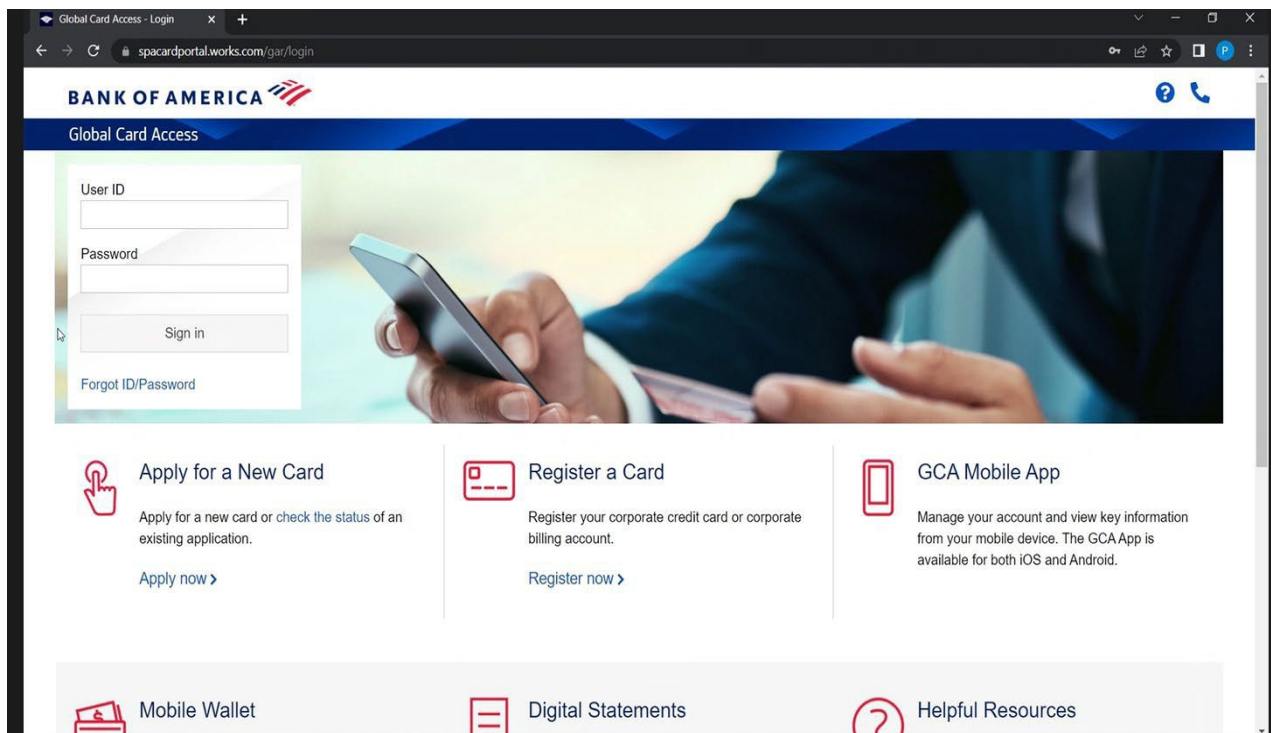 Global Card Access - Login
spacardportal.works.com/gar/login
P
BANK OF AMERICA
Global Card Access
User ID
Password
Sign in
Forgot ID/Password
Apply for a New Card
Apply for a new card or check the status of an
existing application.
Apply now
Register a Card
Register your corporate credit card or corporate
billing account.
Register now
GCA Mobile App
Manage your account and view key information
from your mobile device. The GCA App is
available for both iOS and Android.
Mobile Wallet
Digital Statements
Helpful Resources